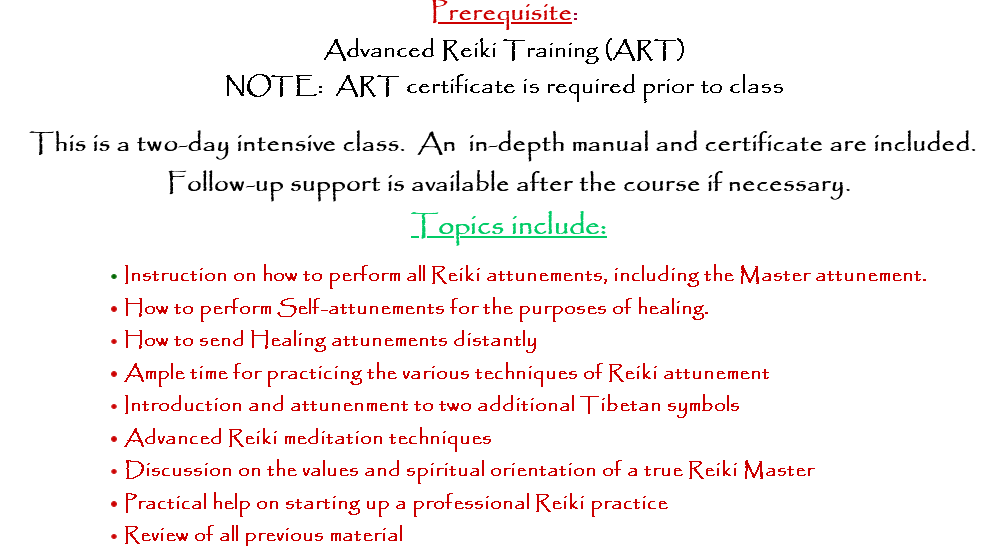 Prerequisite:
Advanced Reiki Training (ART)
NOTE: ART certificate is required prior to class
This is a two-day intensive class. An in-depth manual and certificate are included.
Follow-up support is available after the course if necessary.
Topics include:
• Instruction on how to perform all Reiki attunements, including the Master attunement.
• How to perform Self-attunements for the purposes of healing.
• How to send Healing attunements distantly
• Ample time for practicing the various techniques of Reiki attunement
• Introduction and attunenment to two additional Tibetan symbols
• Advanced Reiki meditation techniques
• Discussion on the values and spiritual orientation of a true Reiki Master
• Practical help on starting up a professional Reiki practice
• Review of all previous material